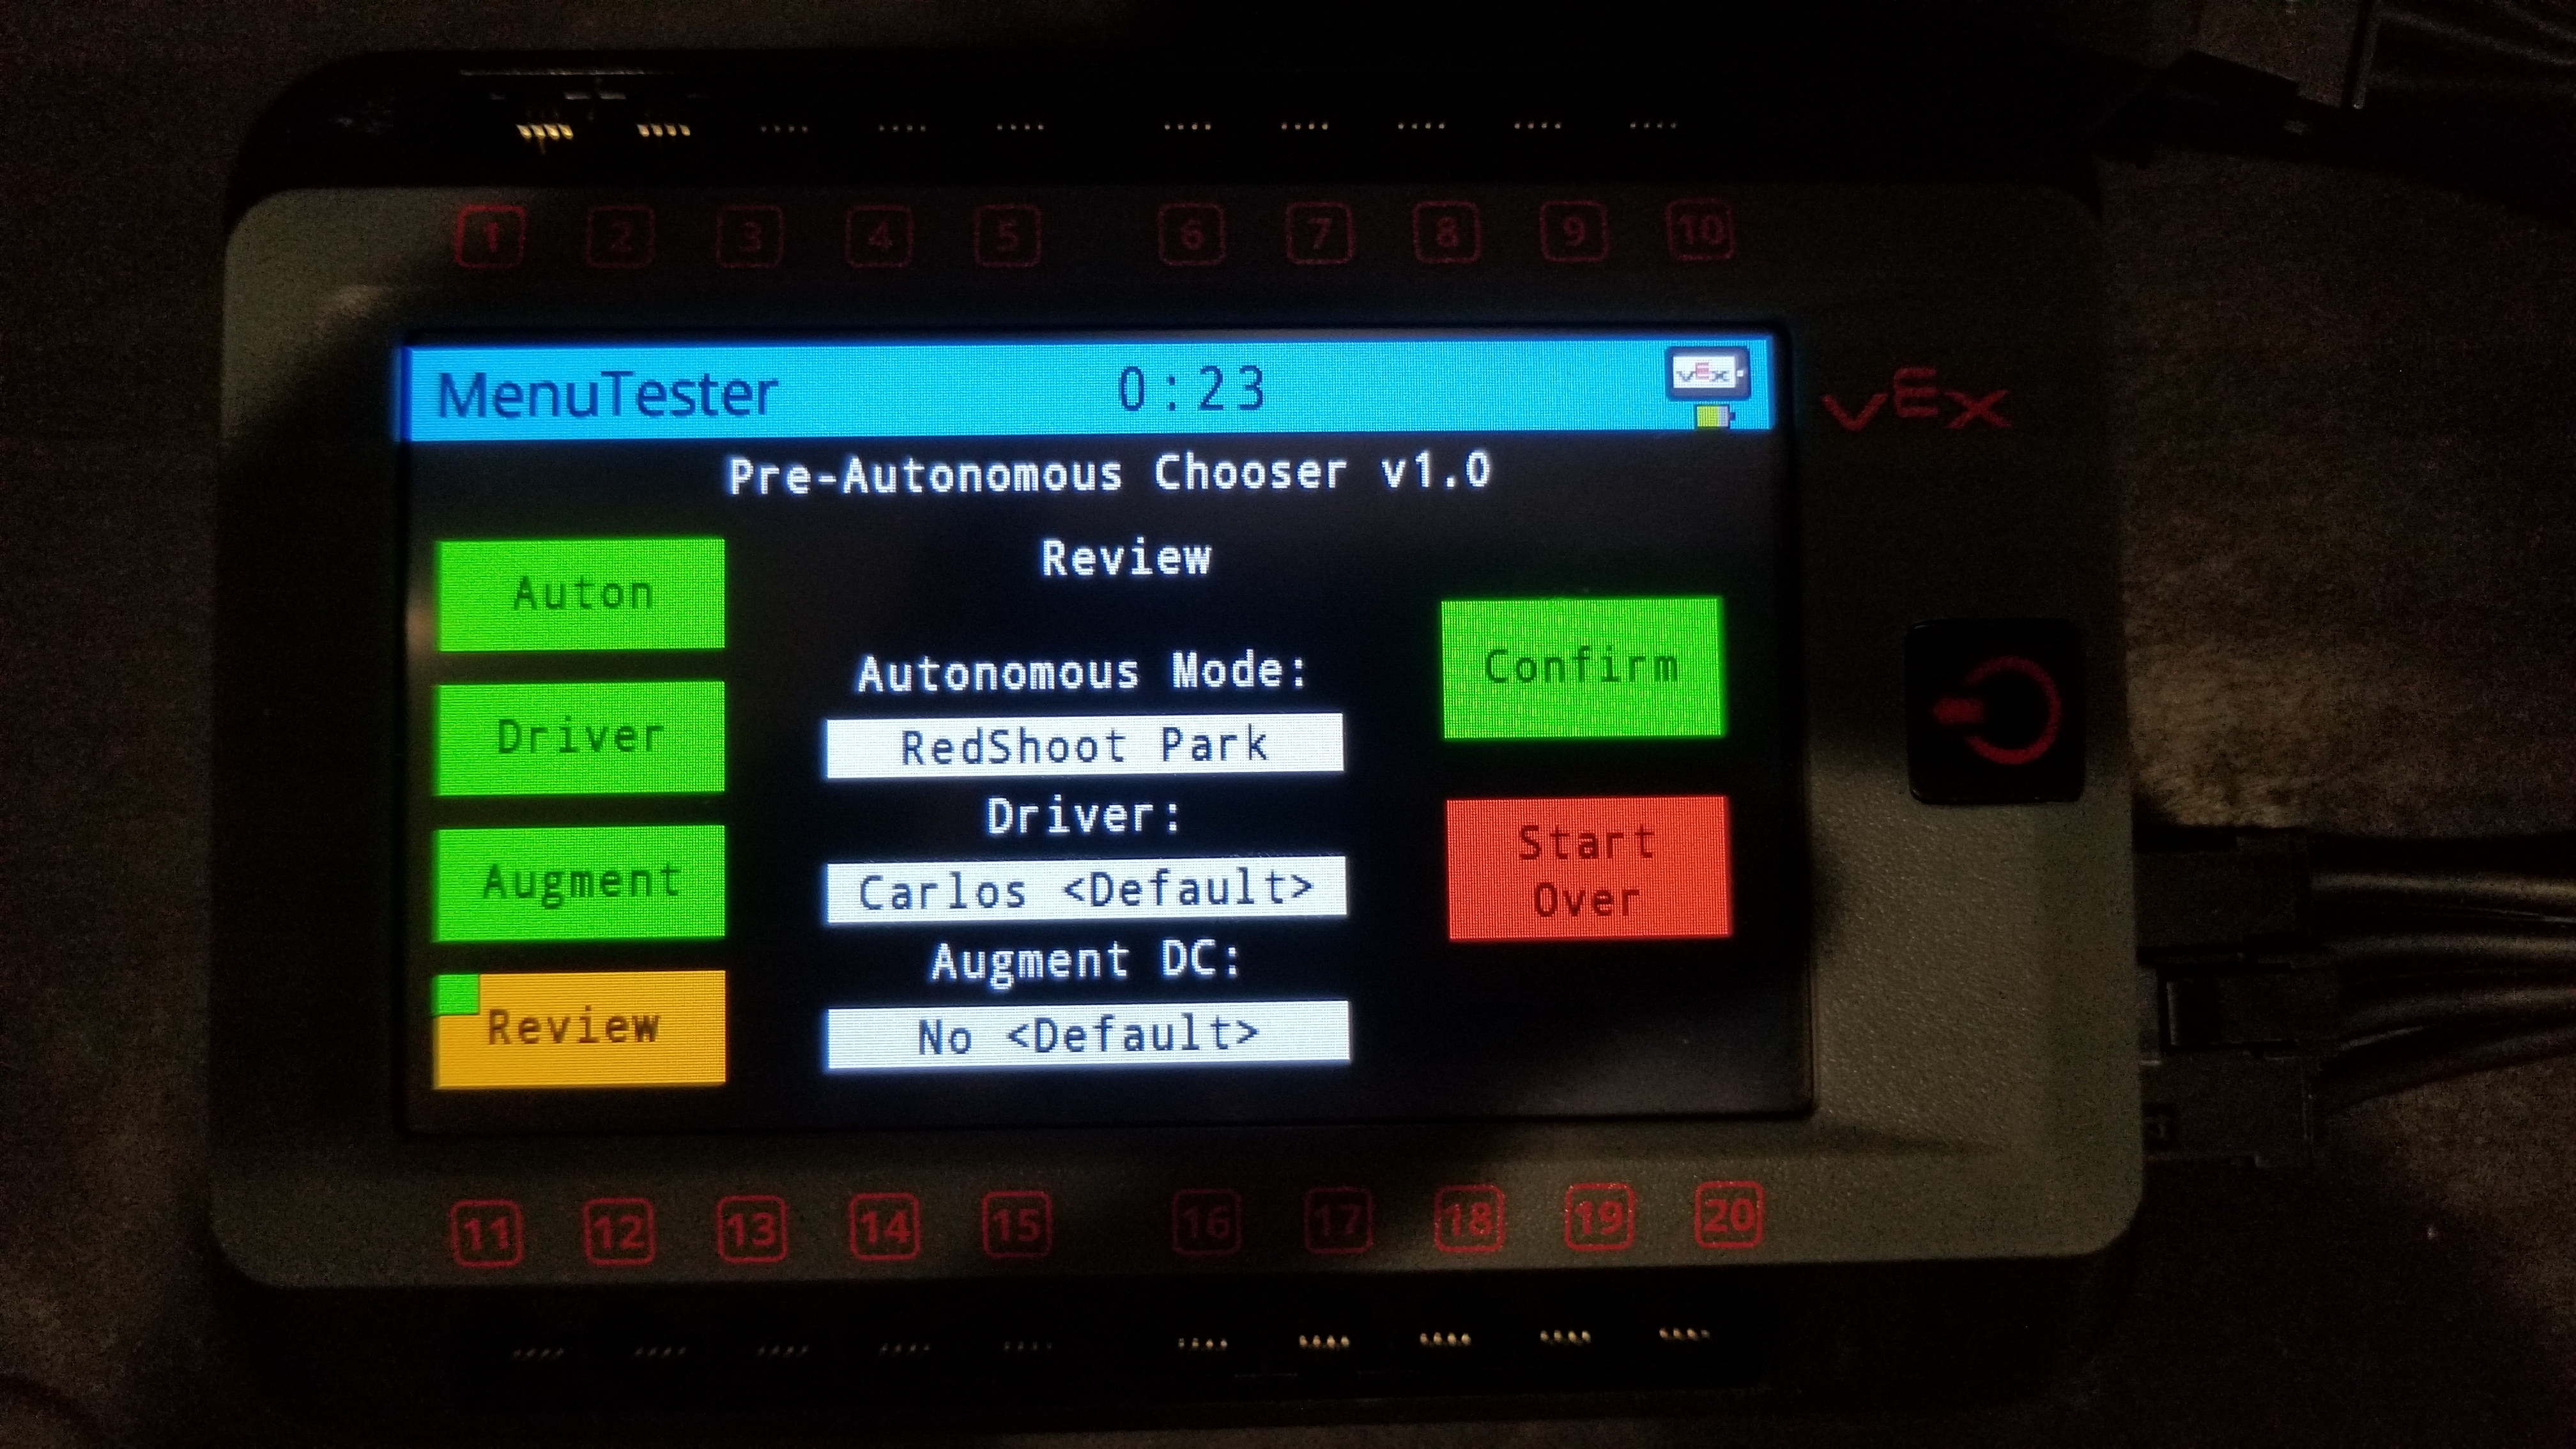 1 2 3 4 5 6 7 8 9 10
MenuTester 0:23 VEX
VEX
Pre-Autonomous Chooser v1.0
Review
Auton
Driver
Augment
Review
Autonomous Mode:
RedShoot Park
Driver:
Carlos <Default>
Augment DC:
No <Default>
Confirm
Start
Over
11 12 13 14 15 16 17 18 19 20